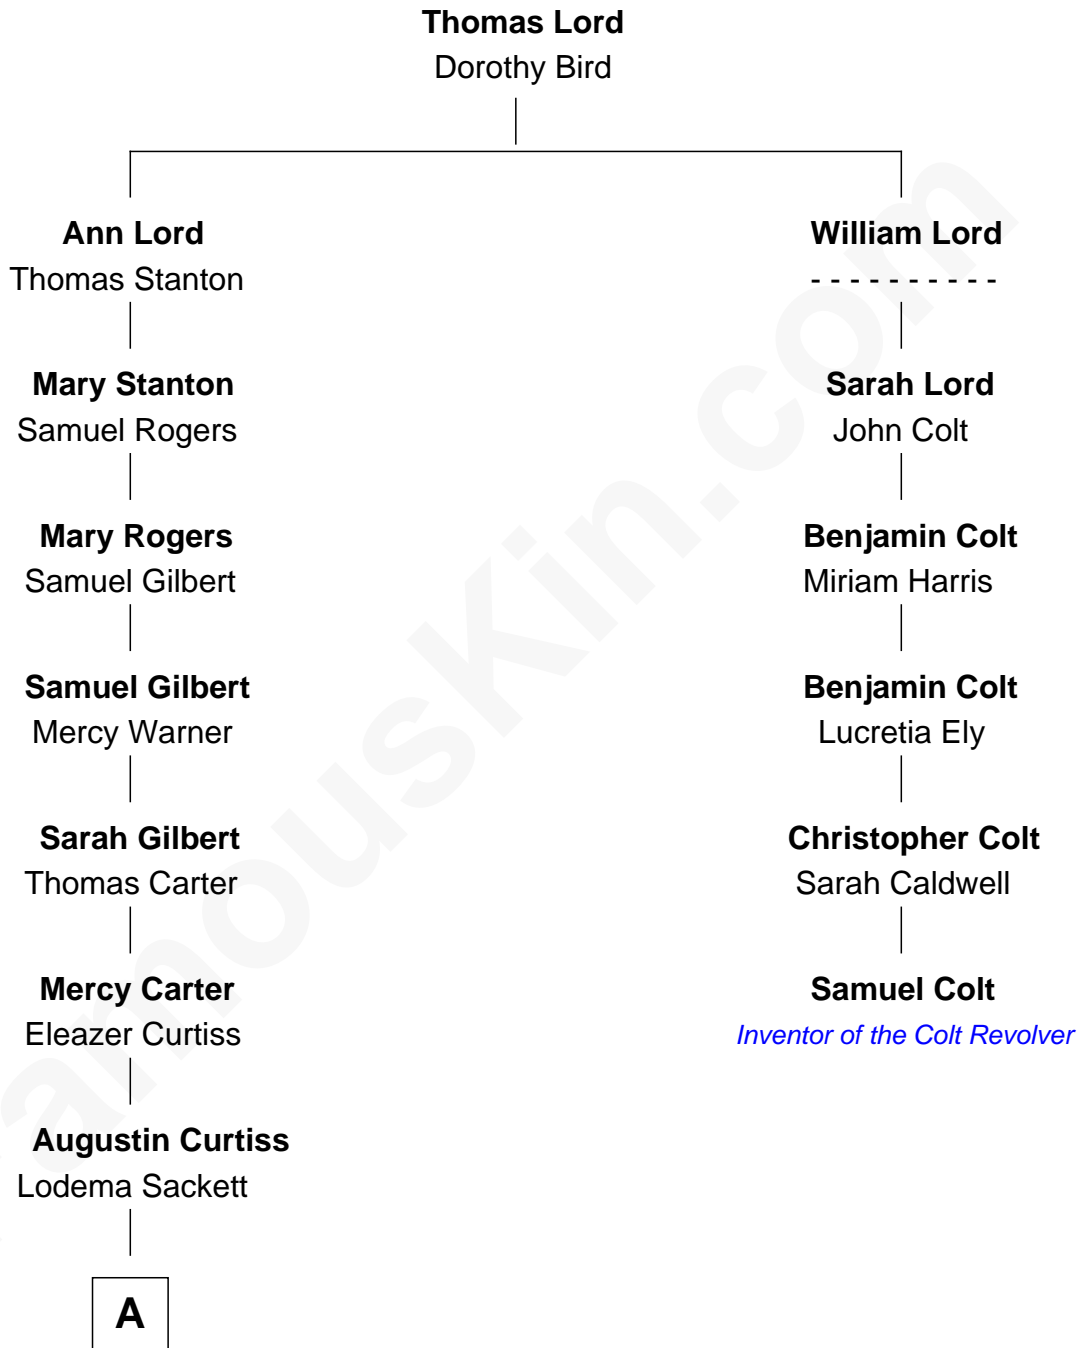 Thomas Lord
Dorothy Bird
Ann Lord
Thomas Stanton
William Lord
- - - - - - - - - -
Mary Stanton
Samuel Rogers
Sarah Lord
John Colt
Mary Rogers
Samuel Gilbert
Benjamin Colt
Miriam Harris
Samuel Gilbert
Mercy Warner
Benjamin Colt
Lucretia Ely
Sarah Gilbert
Thomas Carter
Christopher Colt
Sarah Caldwell
Mercy Carter
Eleazer Curtiss
Samuel Colt
Inventor of the Colt Revolver
Augustin Curtiss
Lodema Sackett
A
amousKin.com